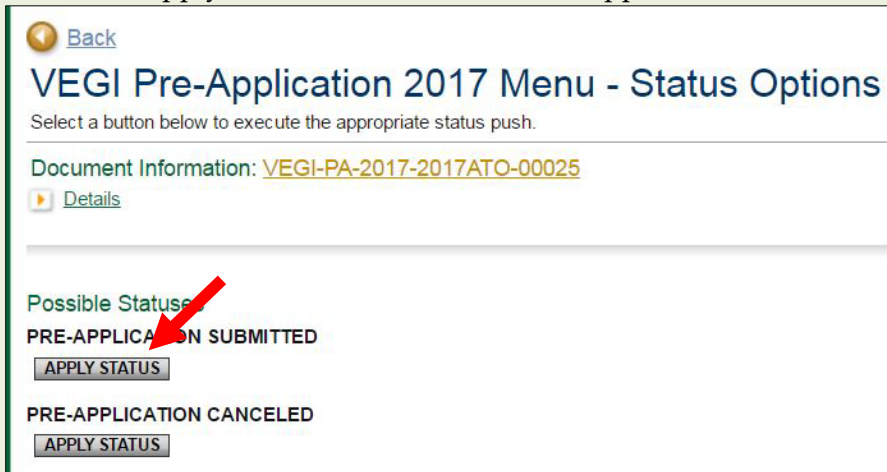 Back
VEGI Pre-Application 2017 Menu - Status Options
Select a button below to execute the appropriate status push.
Document Information: VEGI-PA-2017-2017ATO-00025
Details
Possible Statuses
PRE-APPLICATION SUBMITTED
APPLY STATUS
PRE-APPLICATION CANCELED
APPLY STATUS